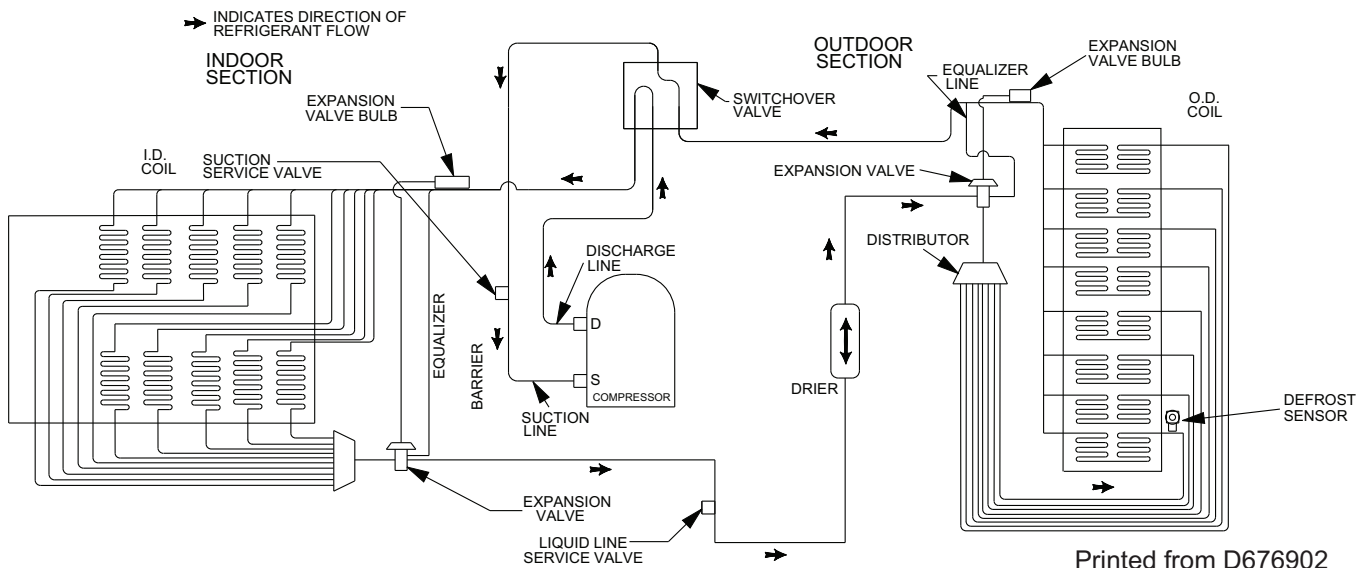 INDICATES DIRECTION OF
REFRIGERANT FLOW
INDOOR
SECTION
OUTDOOR
SECTION
EXPANSION
VALVE BULB
EQUALIZER
LINE
SWITCHOVER
VALVE
EXPANSION
VALVE BULB
O.D.
COIL
I.D.
COIL
SUCTION
SERVICE VALVE
EXPANSION VALVE
DISTRIBUTOR
DISCHARGE
LINE
EQUALIZER
BARRIER
D
S
COMPRESSOR
SUCTION
LINE
DRIER
DEFROST
SENSOR
EXPANSION
VALVE
LIQUID LINE
SERVICE VALVE
Printed from D676902